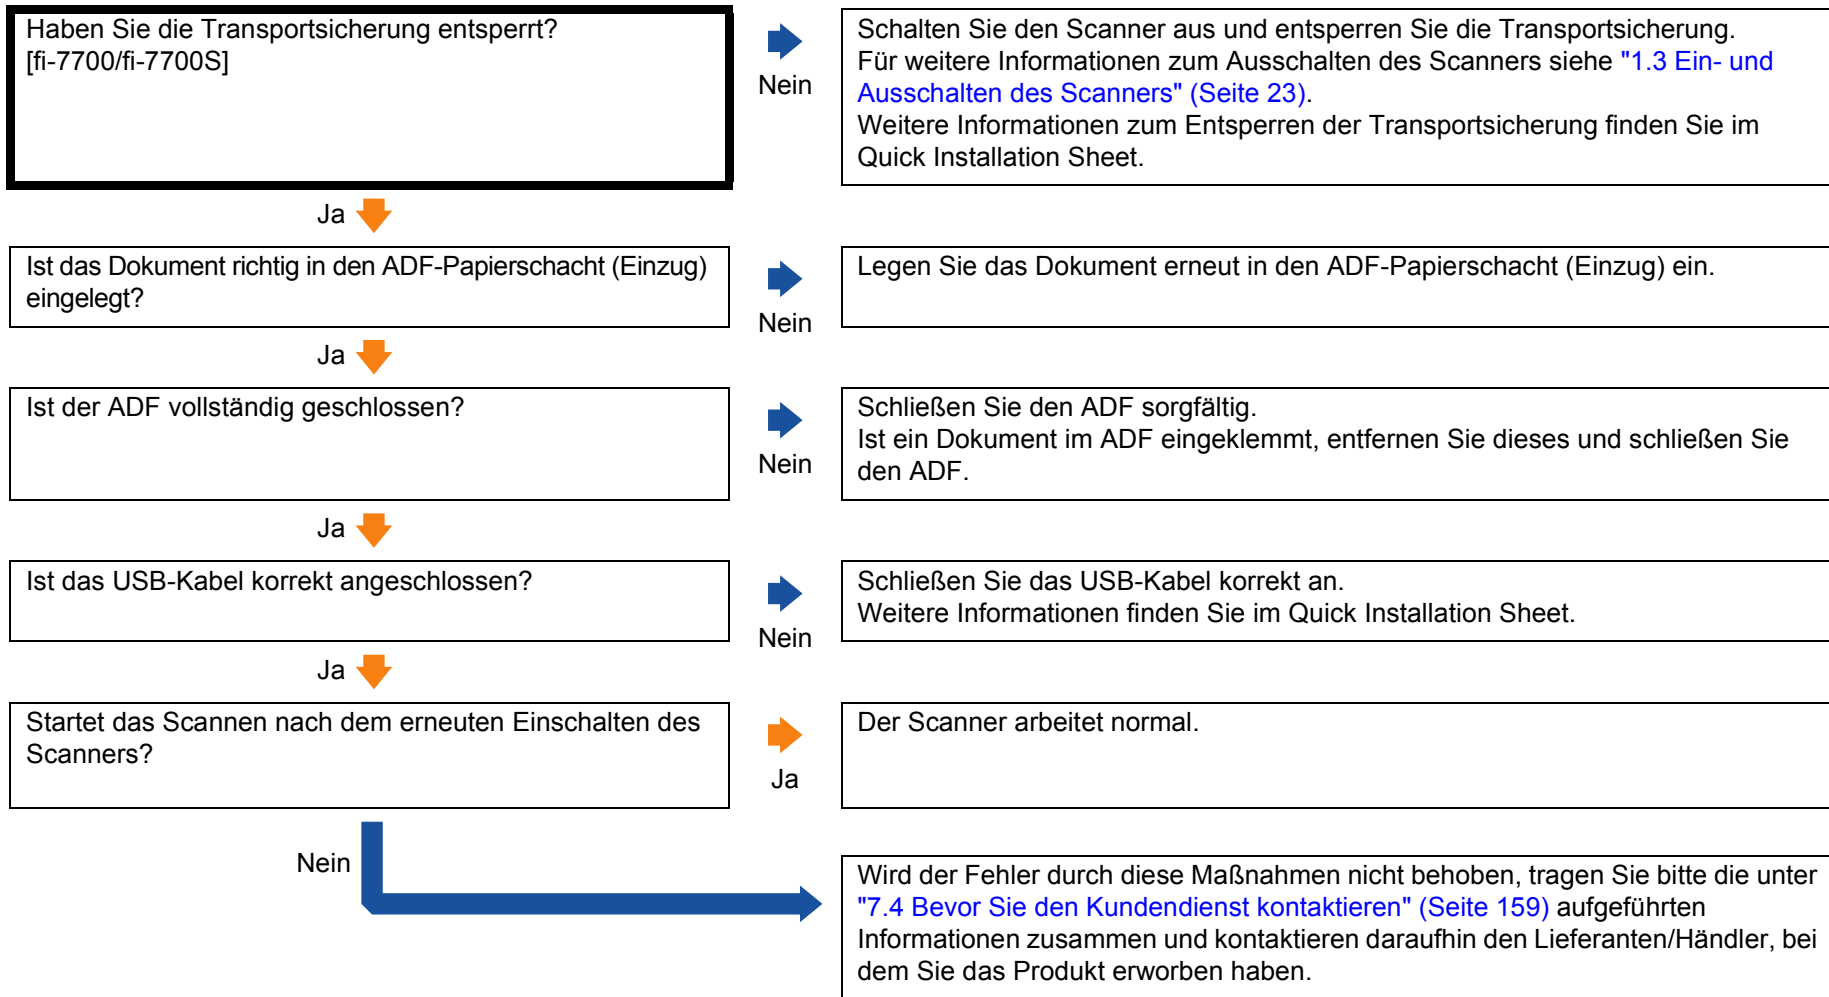 Haben Sie die Transportsicherung entsperrt?
[fi-7700/fi-7700S]
Nein
Schalten Sie den Scanner aus und entsperren Sie die Transportsicherung.
Für weitere Informationen zum Ausschalten des Scanners siehe "1.3 Ein- und
Ausschalten des Scanners" (Seite 23).
Weitere Informationen zum Entsperren der Transportsicherung finden Sie im
Quick Installation Sheet.
Ja
Ist das Dokument richtig in den ADF-Papierschacht (Einzug)
eingelegt?
Nein
Legen Sie das Dokument erneut in den ADF-Papierschacht (Einzug) ein.
Ja
Ist der ADF vollständig geschlossen?
Nein
Schließen Sie den ADF sorgfältig.
Ist ein Dokument im ADF eingeklemmt, entfernen Sie dieses und schließen Sie
den ADF.
Ja
Ist das USB-Kabel korrekt angeschlossen?
Nein
Schließen Sie das USB-Kabel korrekt an.
Weitere Informationen finden Sie im Quick Installation Sheet.
Ja
Startet das Scannen nach dem erneuten Einschalten des
Scanners?
Ja
Der Scanner arbeitet normal.
Nein
Wird der Fehler durch diese Maßnahmen nicht behoben, tragen Sie bitte die unter
"7.4 Bevor Sie den Kundendienst kontaktieren" (Seite 159) aufgeführten
Informationen zusammen und kontaktieren daraufhin den Lieferanten/Händler, bei
dem Sie das Produkt erworben haben.